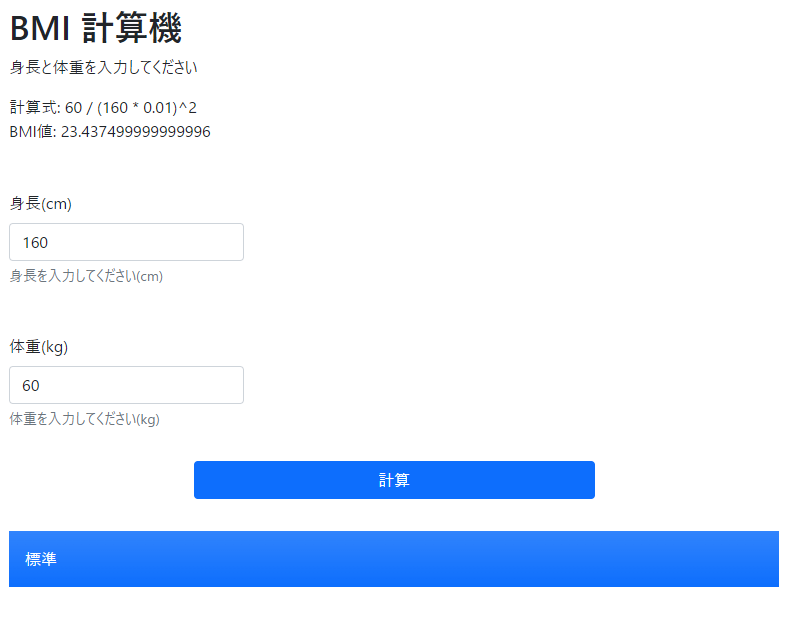 BMI 計算機
身長と体重を入力してください
計算式: 60 / (160 * 0.01)^2
BMI値: 23.437499999999996
身長(cm)
160
身長を入力してください(cm)
体重(kg)
60
体重を入力してください(kg)
計算
標準